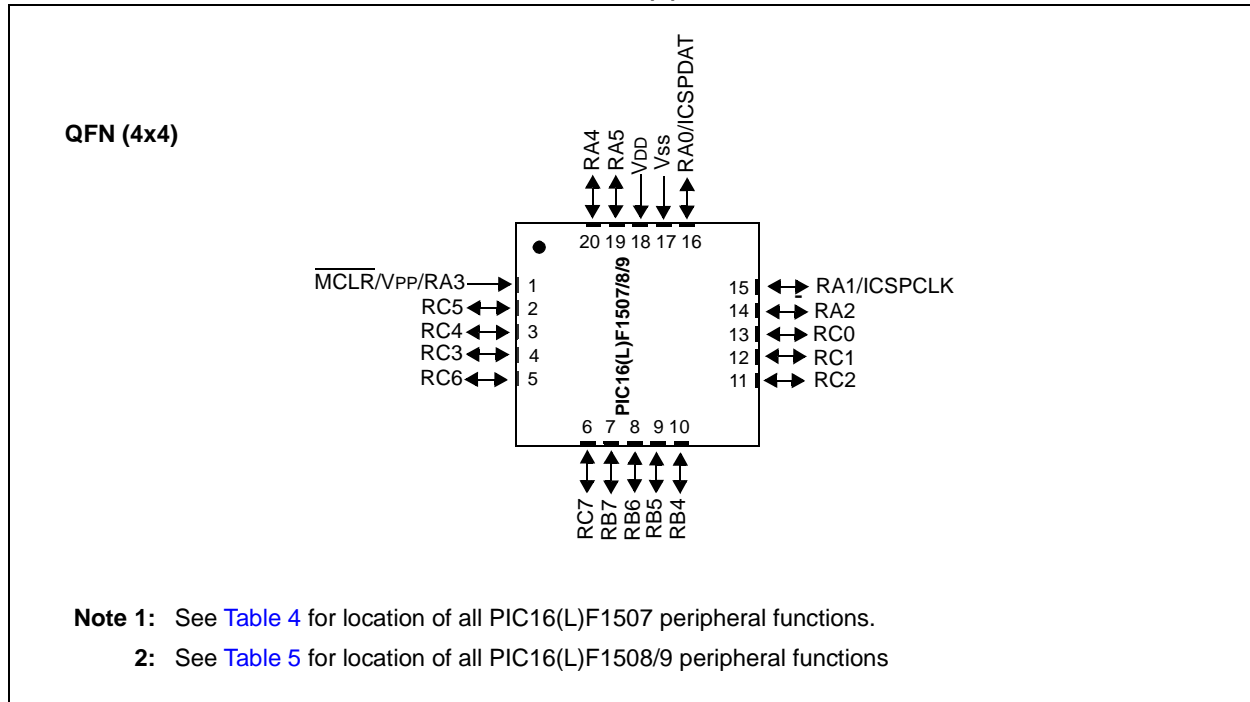 QFN (4x4)
RA4
RA5
VDD
Vss
RA0/ICSPDAT
20 19 18 17 16
MCLR/VPP/RA3 1
RC5 2
RC4 3
RC3 4
RC6 5
PIC16(L)F1507/8/9
15 RA1/ICSPCLK
14 RA2
13 RC0
12 RC1
11 RC2
6 7 8 9 10
RC7
RB7
RB6
RB5
RB4
Note 1: See Table 4 for location of all PIC16(L)F1507 peripheral functions.
2: See Table 5 for location of all PIC16(L)F1508/9 peripheral functions